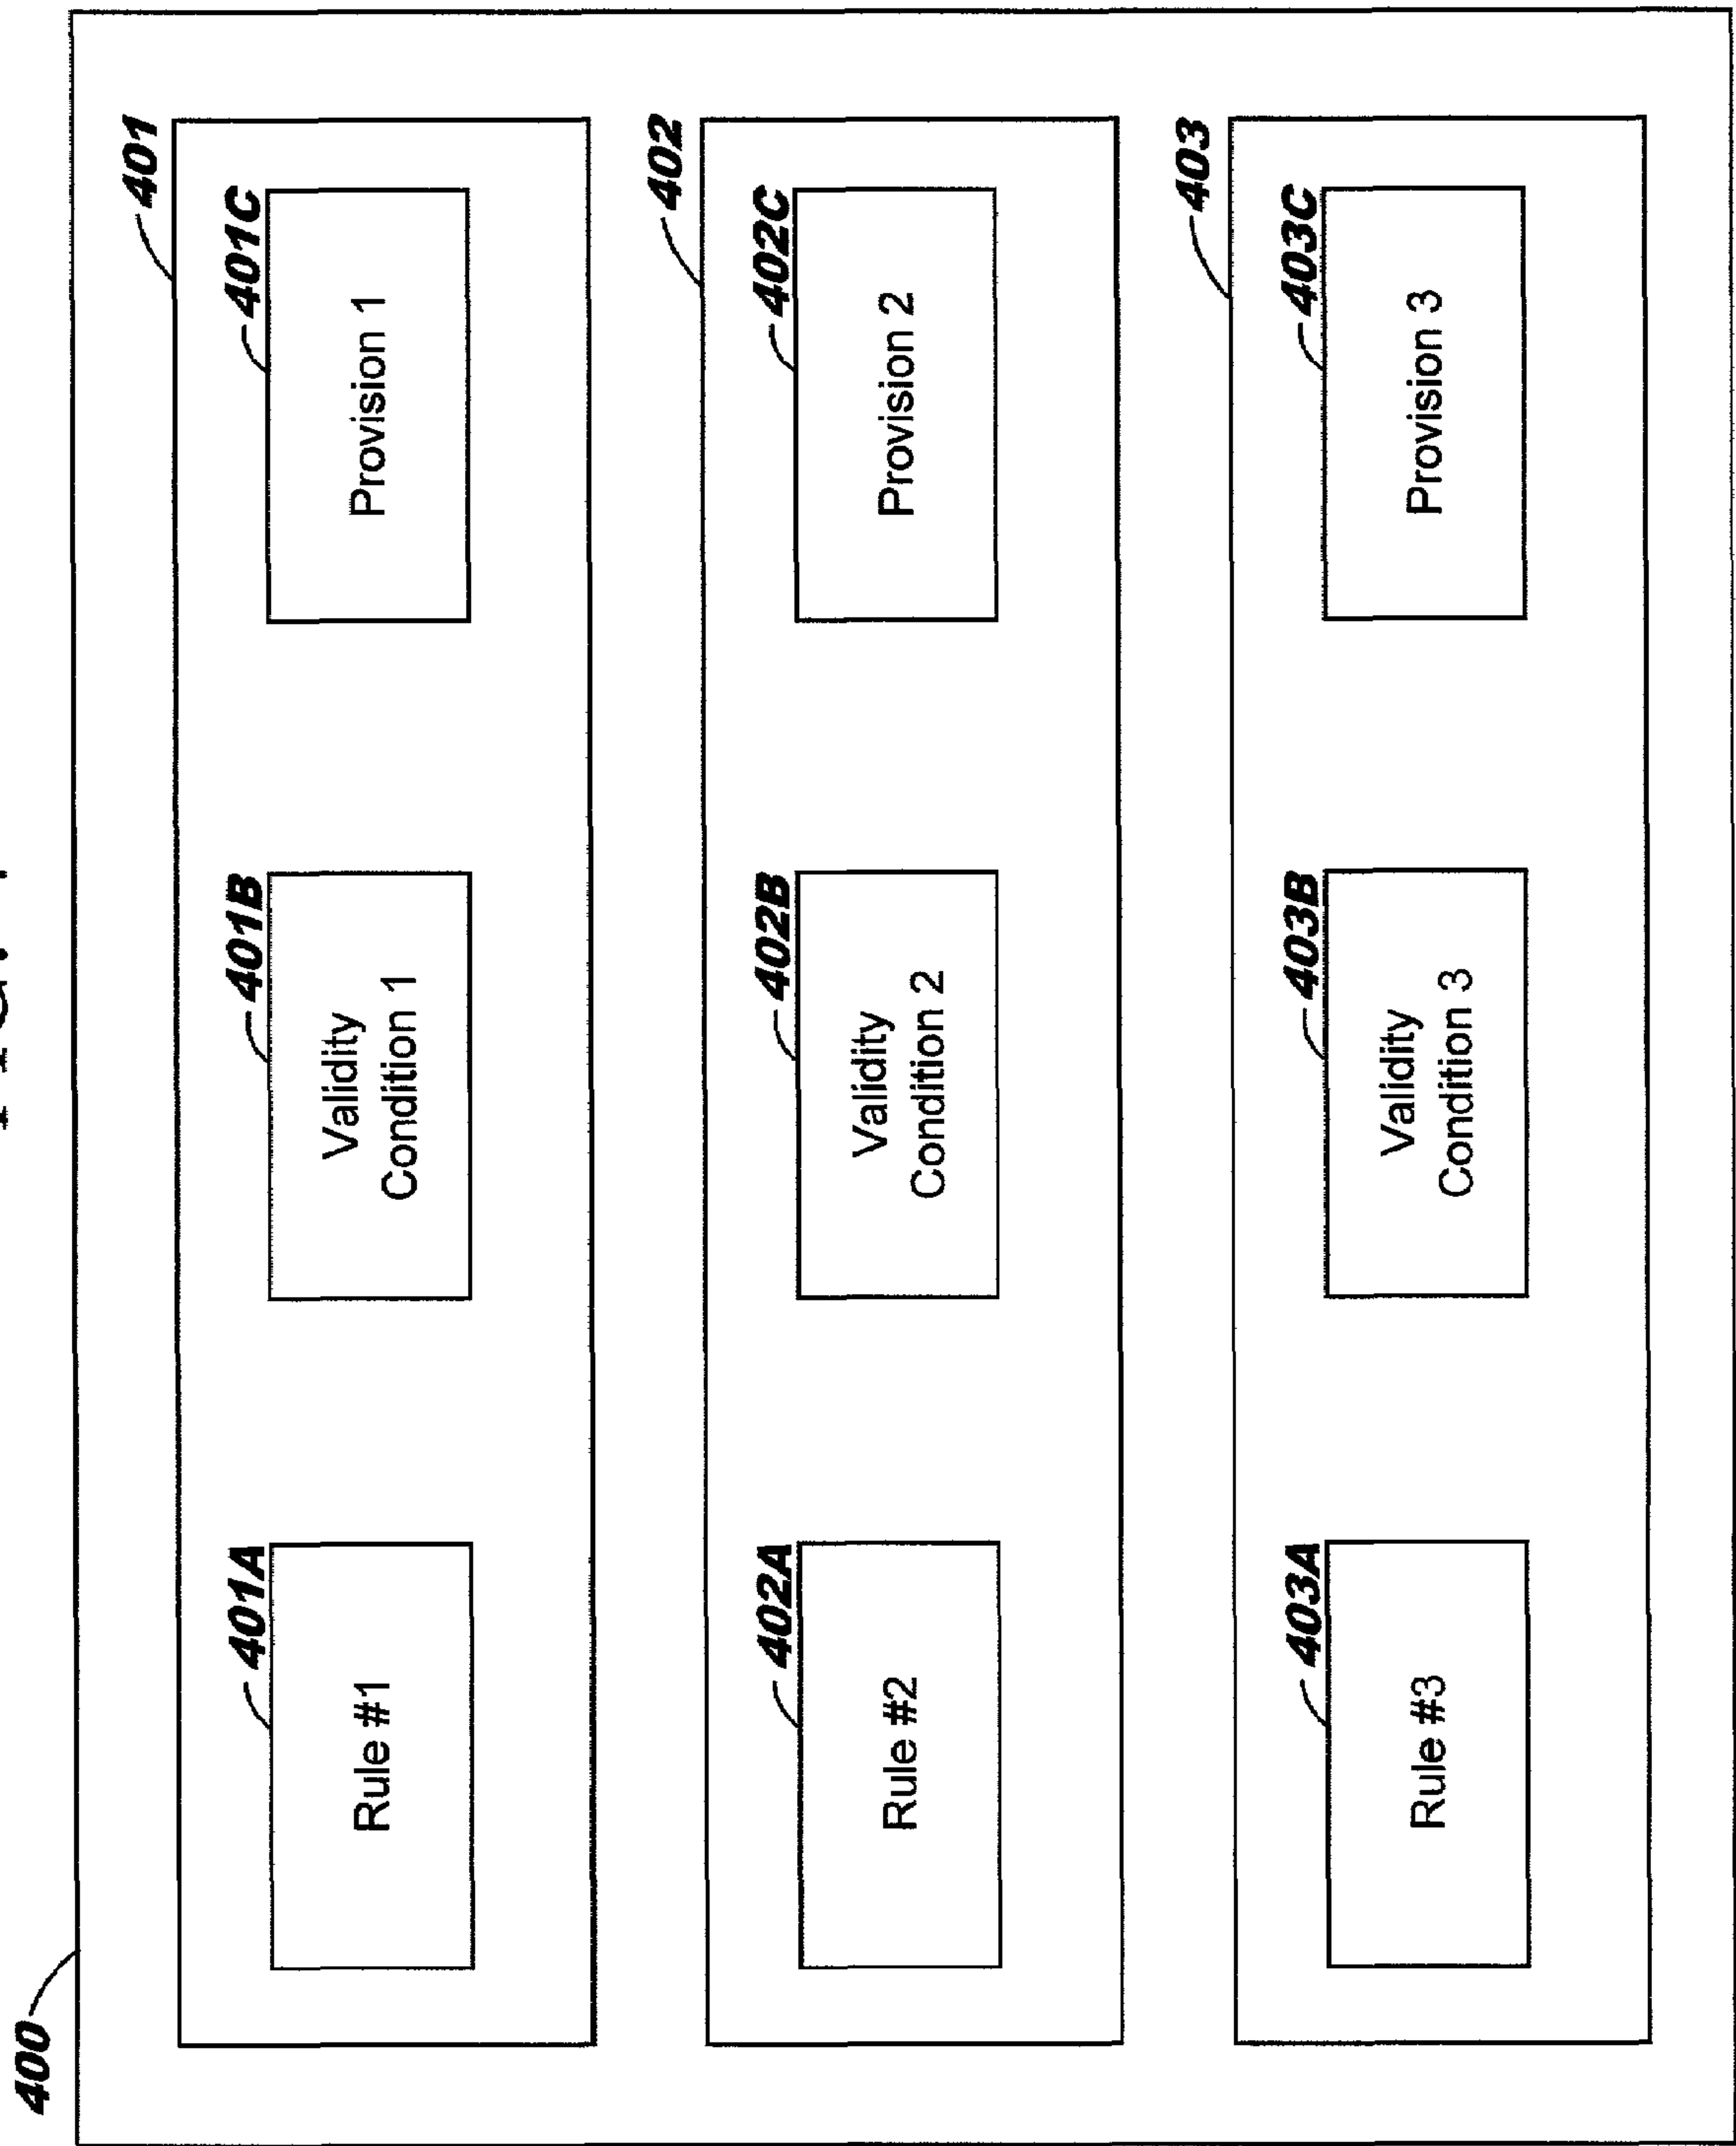 400
401
401A
401B
401C
Rule #1
Validity
Condition 1
Provision 1
402
402A
402B
402C
Rule #2
Validity
Condition 2
Provision 2
403
403A
403B
403C
Rule #3
Validity
Condition 3
Provision 3